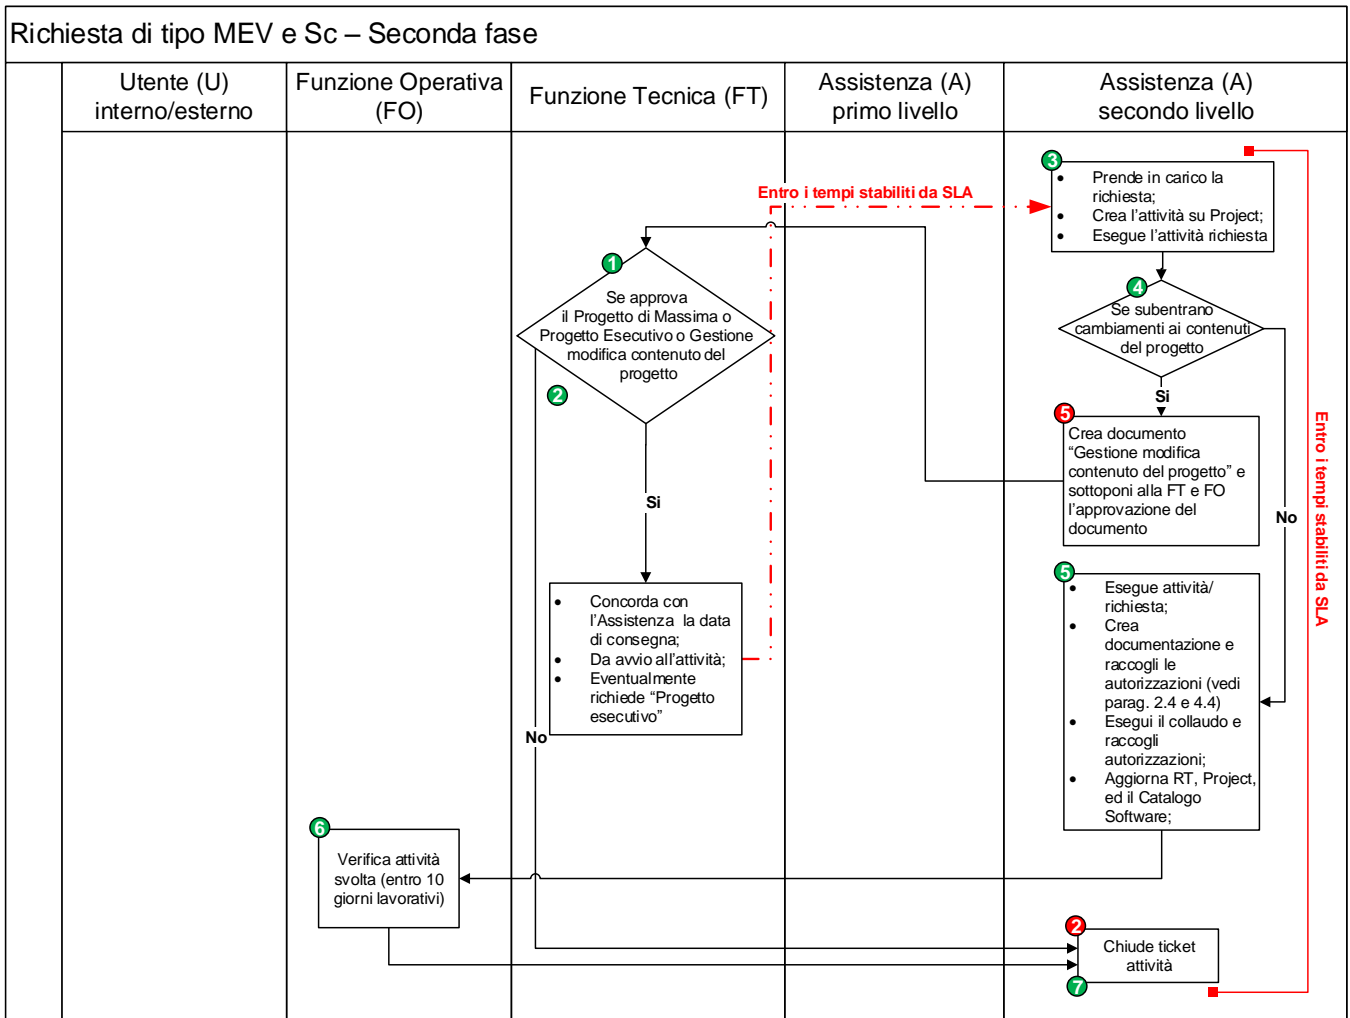 Richiesta di tipo MEV e Sc – Seconda fase
Utente (U)
interno/esterno
Funzione Operativa
(FO)
Funzione Tecnica (FT)
Assistenza (A)
primo livello
Assistenza (A)
secondo livello
3
• Prende in carico la
richiesta;
• Crea l’attività su Project;
• Esegue l’attività richiesta
Entro i tempi stabiliti da SLA
1
Se approva
il Progetto di Massima o
Progetto Esecutivo o Gestione
modifica contenuto del
progetto
2
4
Se subentrano
cambiamenti ai contenuti
del progetto
Si
No
5
Crea documento
“Gestione modifica
contenuto del progetto” e
sottoponi alla FT e FO
l’approvazione del
documento
Entro i tempi stabiliti da SLA
Si
• Concorda con
l’Assistenza la data
di consegna;
• Da avvio all’attività;
• Eventualmente
richiede “Progetto
esecutivo”
No
5
• Esegue attività/
richiesta;
• Crea
documentazione e
raccogli le
autorizzazioni (vedi
parag. 2.4 e 4.4)
• Esegui il collaudo e
raccogli
autorizzazioni;
• Aggiorna RT, Project,
ed il Catalogo
Software;
6
Verifica attività
svolta (entro 10
giorni lavorativi)
2
Chiude ticket
attività
7